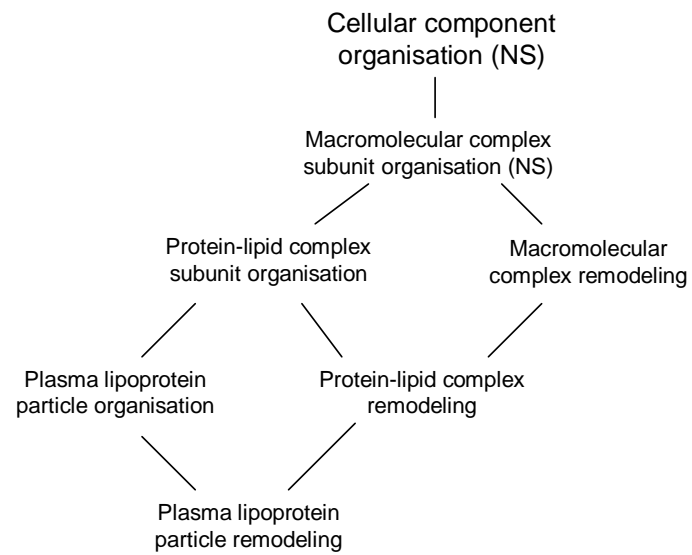 Cellular component
organisation (NS)
Macromolecular complex
subunit organisation (NS)
Protein-lipid complex
subunit organisation
Macromolecular
complex remodeling
Plasma lipoprotein
particle organisation
Protein-lipid complex
remodeling
Plasma lipoprotein
particle remodeling